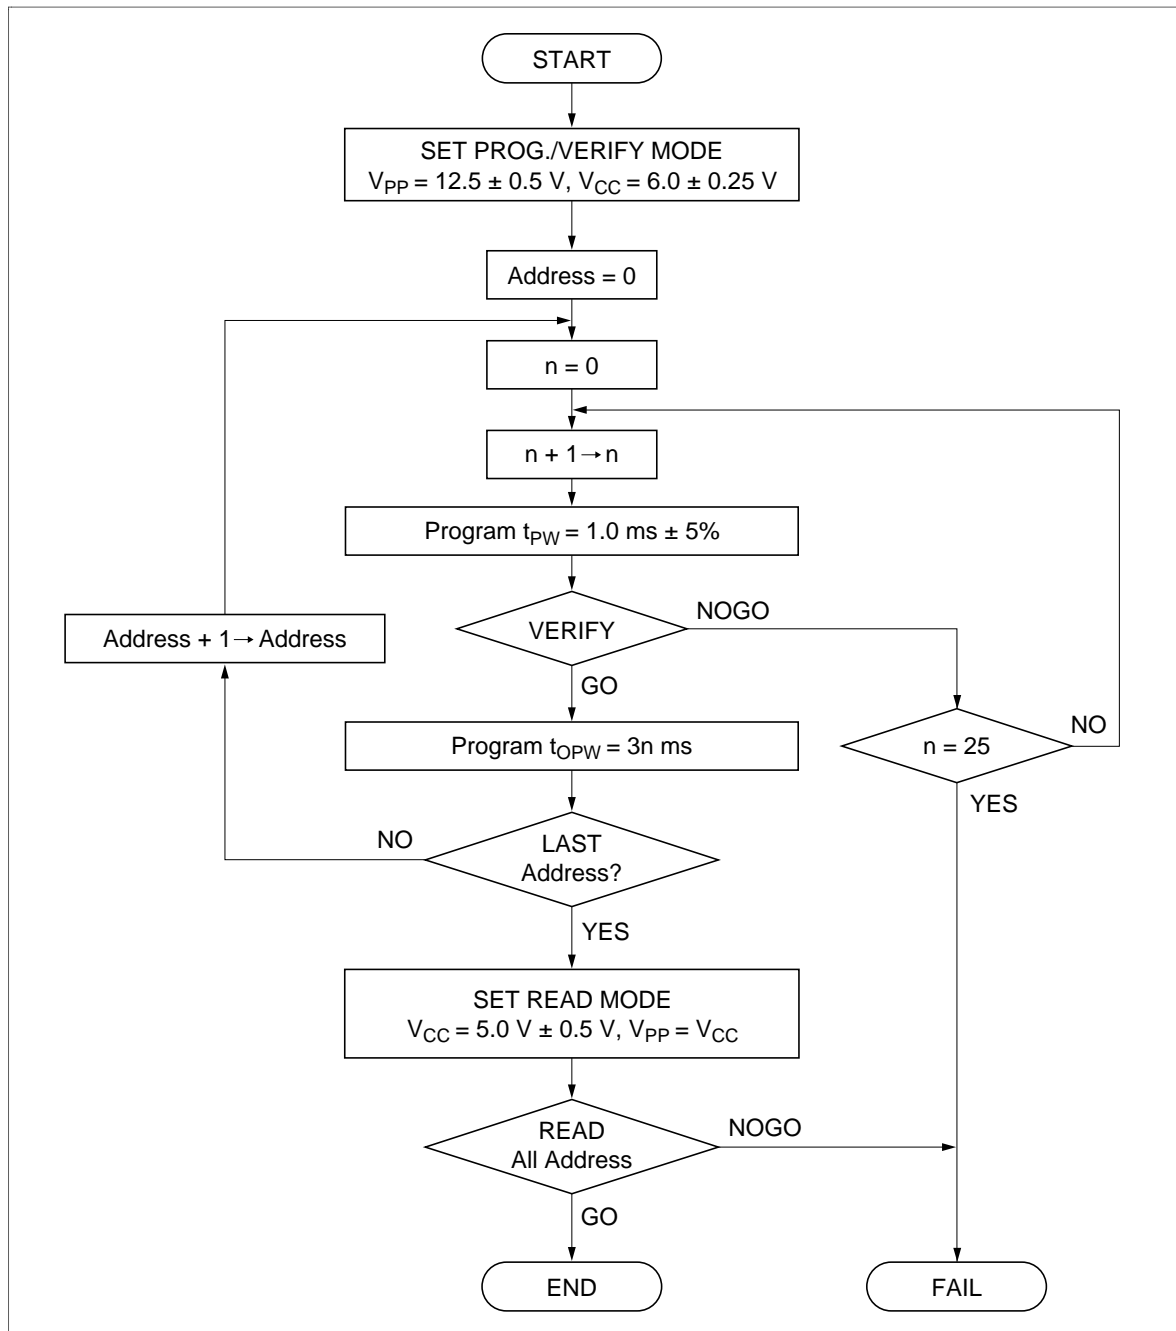 START
SET PROG./VERIFY MODE
VPP = 12.5 ± 0.5 V, VCC = 6.0 ± 0.25 V
Address = 0
n = 0
n + 1→n
Program tPW = 1.0 ms ± 5%
NOGO
VERIFY
Address + 1→ Address
GO
Program tOPW = 3n ms
n = 25
NO
YES
NO
LAST
Address?
YES
SET READ MODE
VCC = 5.0 V ± 0.5 V, VPP = VCC
READ
All Address
NOGO
GO
END
FAIL